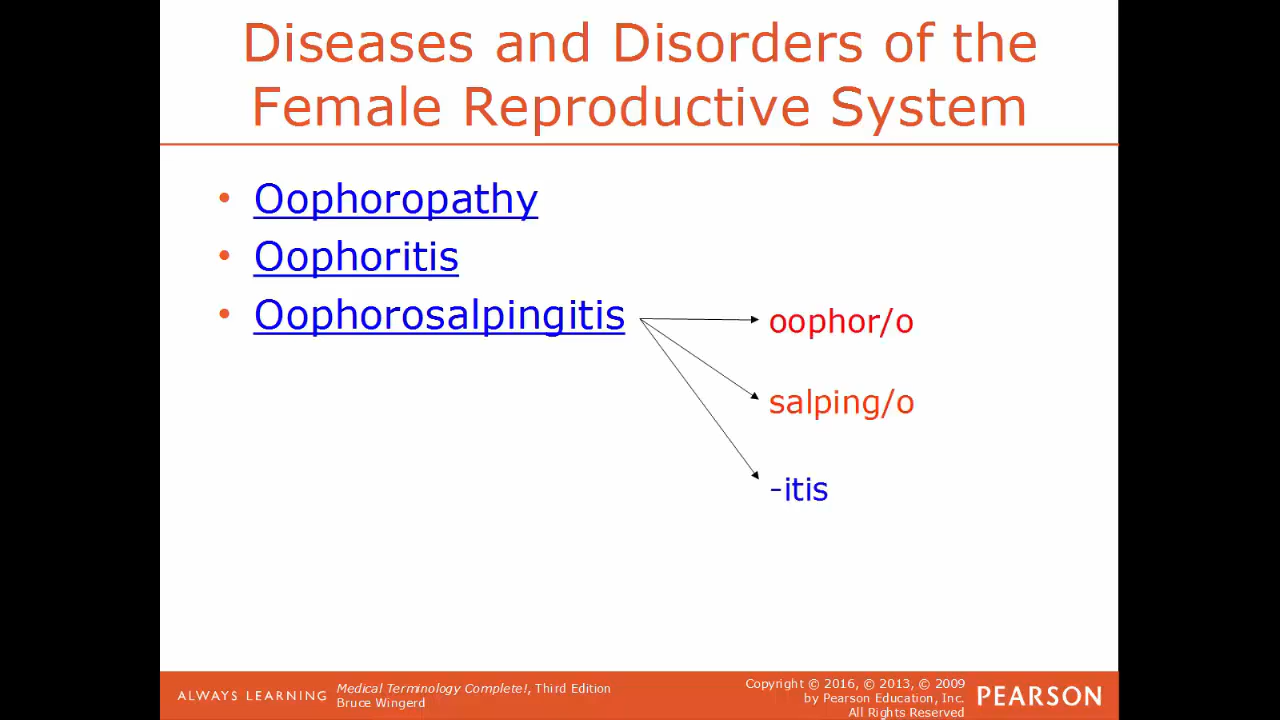 Diseases and Disorders of the
Female Reproductive System
• Oophoropathy
• Oophoritis
• Oophorosalpingitis
oophor/o
salping/o
-itis
ALWAYS LEARNING
Medical Terminology Complete!, Third Edition
Bruce Wingerd
Copyright © 2016, © 2013, © 2009
by Pearson Education, Inc.
All Rights Reserved
PEARSON